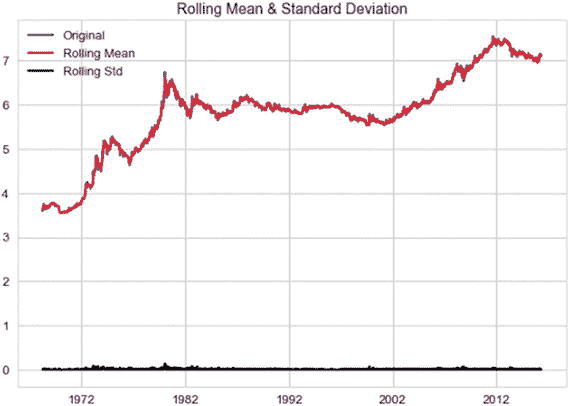 Rolling Mean & Standard Deviation
Original
Rolling Mean
Rolling Std
7
6
5
4
3
2
1
0
1972 1982 1992 2002 2012